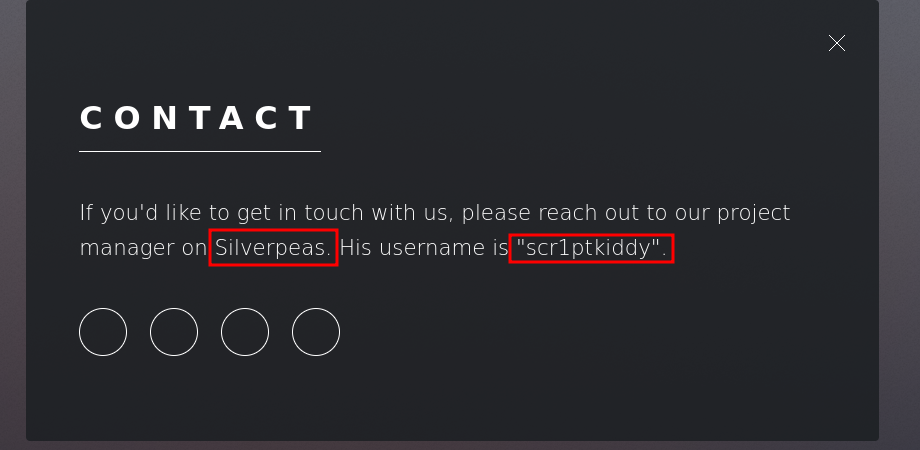 CONTACT
If you'd like to get in touch with us, please reach out to our project
manager on Silverpeas. His username is "scr1ptkiddy".